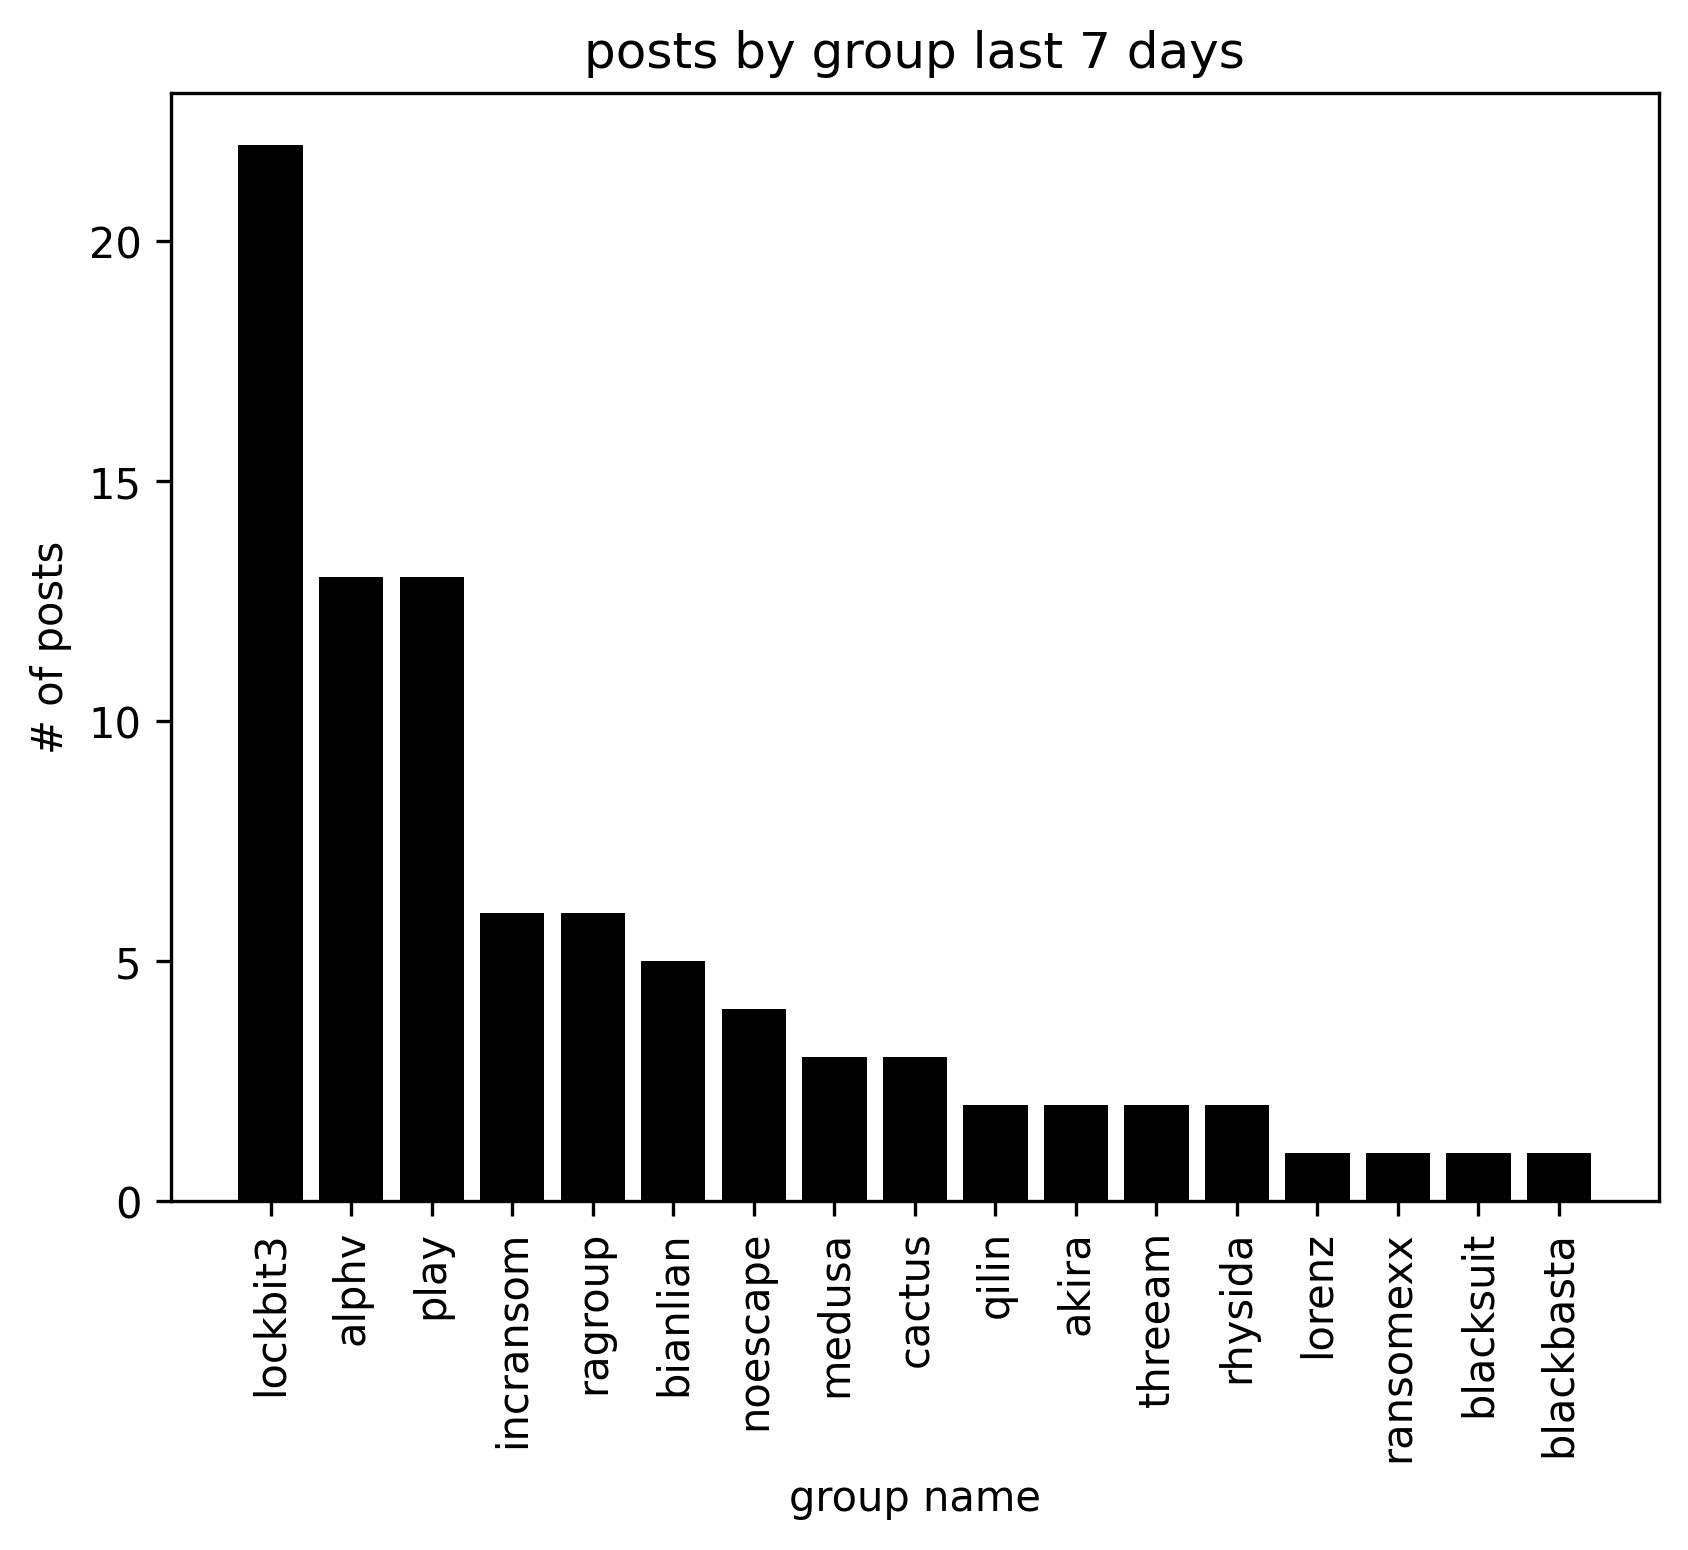 posts by group last 7 days
# of posts
20
15
10
5
0
lockbit3
alphv
play
incransom
ragroup
bianlian
noescape
medusa
cactus
qilin
akira
threeam
rhysida
lorenz
ransomexx
blacksuit
blackbasta
group name